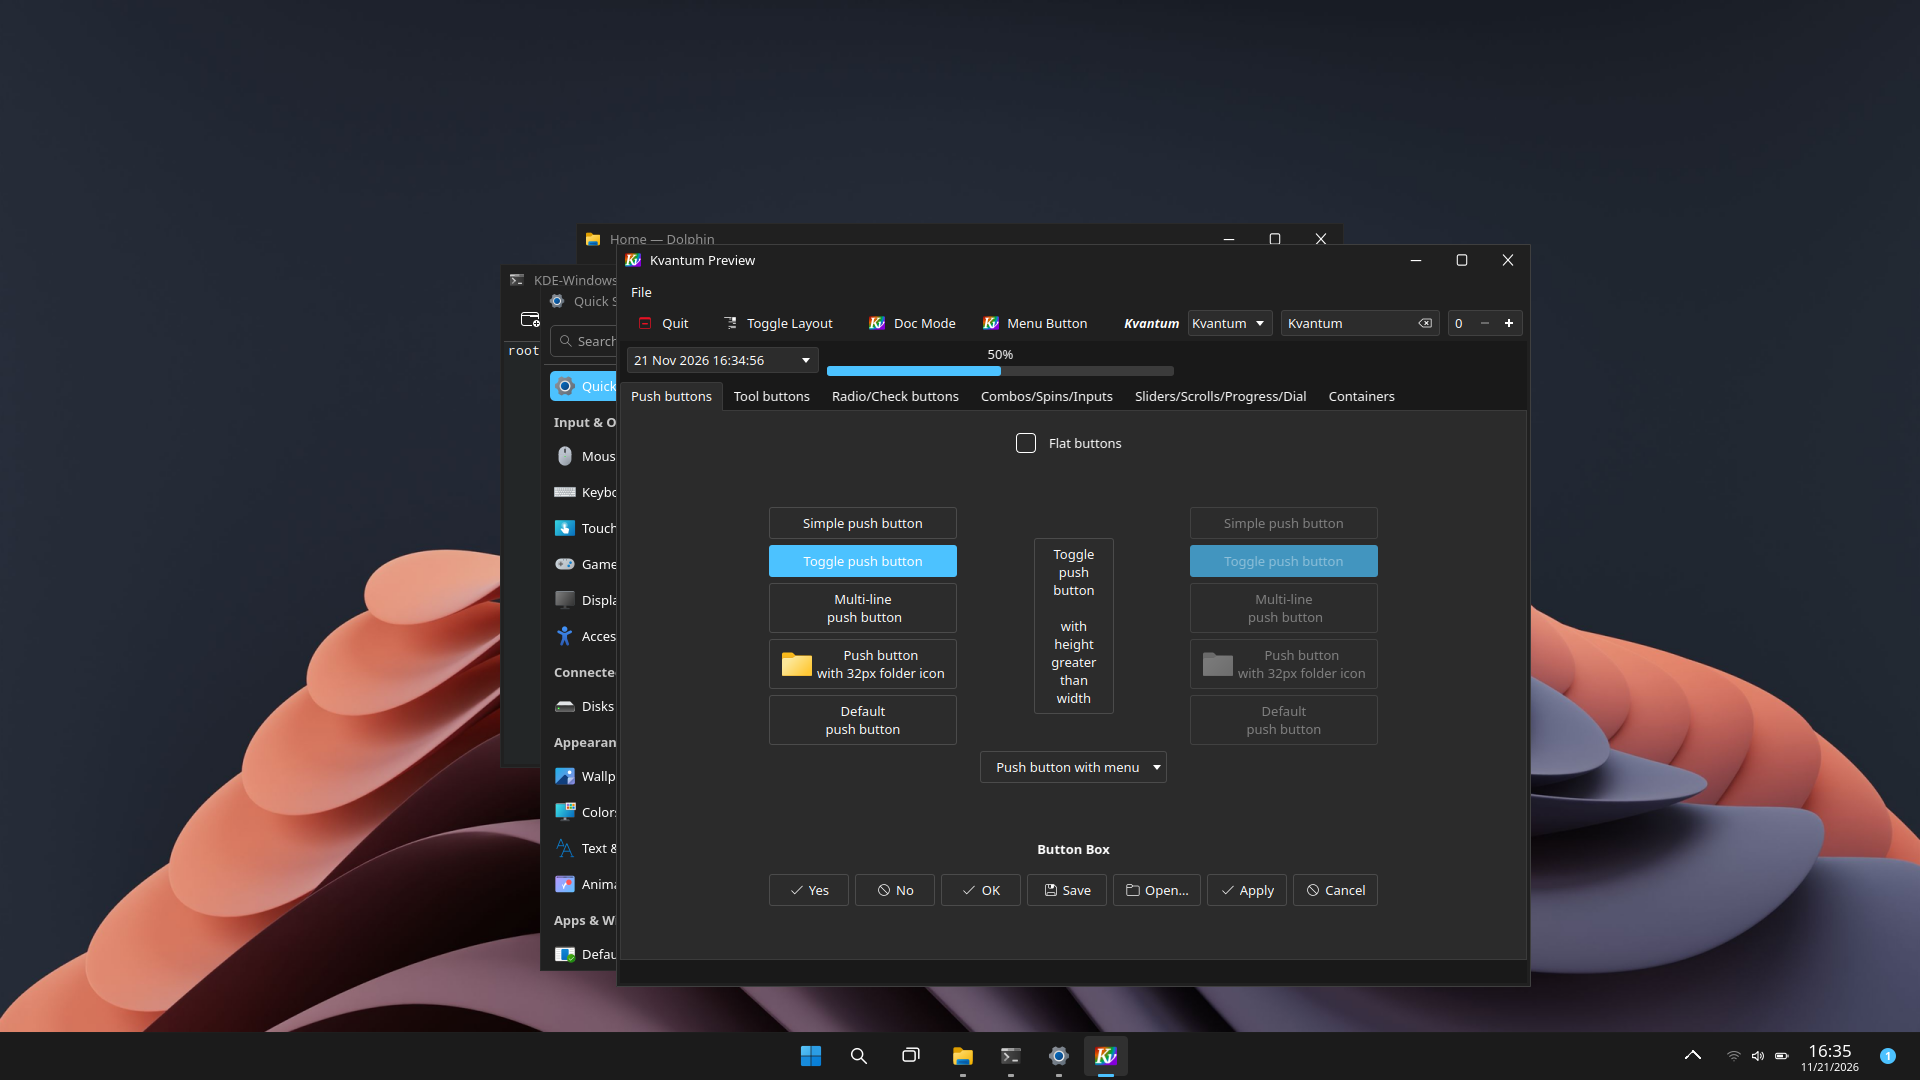 Home — Dolphin
Kvantum Preview
KDE-Windows
Quick S
File
Quit
Toggle Layout
Doc Mode
Menu Button
Kvantum
Kvantum
Kvantum
0
Search
root
21 Nov 2026 16:34:56
50%
Quick
Push buttons
Tool buttons
Radio/Check buttons
Combos/Spins/Inputs
Sliders/Scrolls/Progress/Dial
Containers
Input & O
Mous
Keybo
Touch
Game
Displa
Acces
Connecte
Disks
Appearan
Wallp
Colors
Text &
Anima
Apps & W
Defau
Flat buttons
Simple push button
Toggle push button
Multi-line
push button
Push button
with 32px folder icon
Default
push button
Toggle
push
button
with
height
greater
than
width
Push button with menu
Simple push button
Toggle push button
Multi-line
push button
Push button
with 32px folder icon
Default
push button
Button Box
Yes
No
OK
Save
Open...
Apply
Cancel
16:35
11/21/2026
1